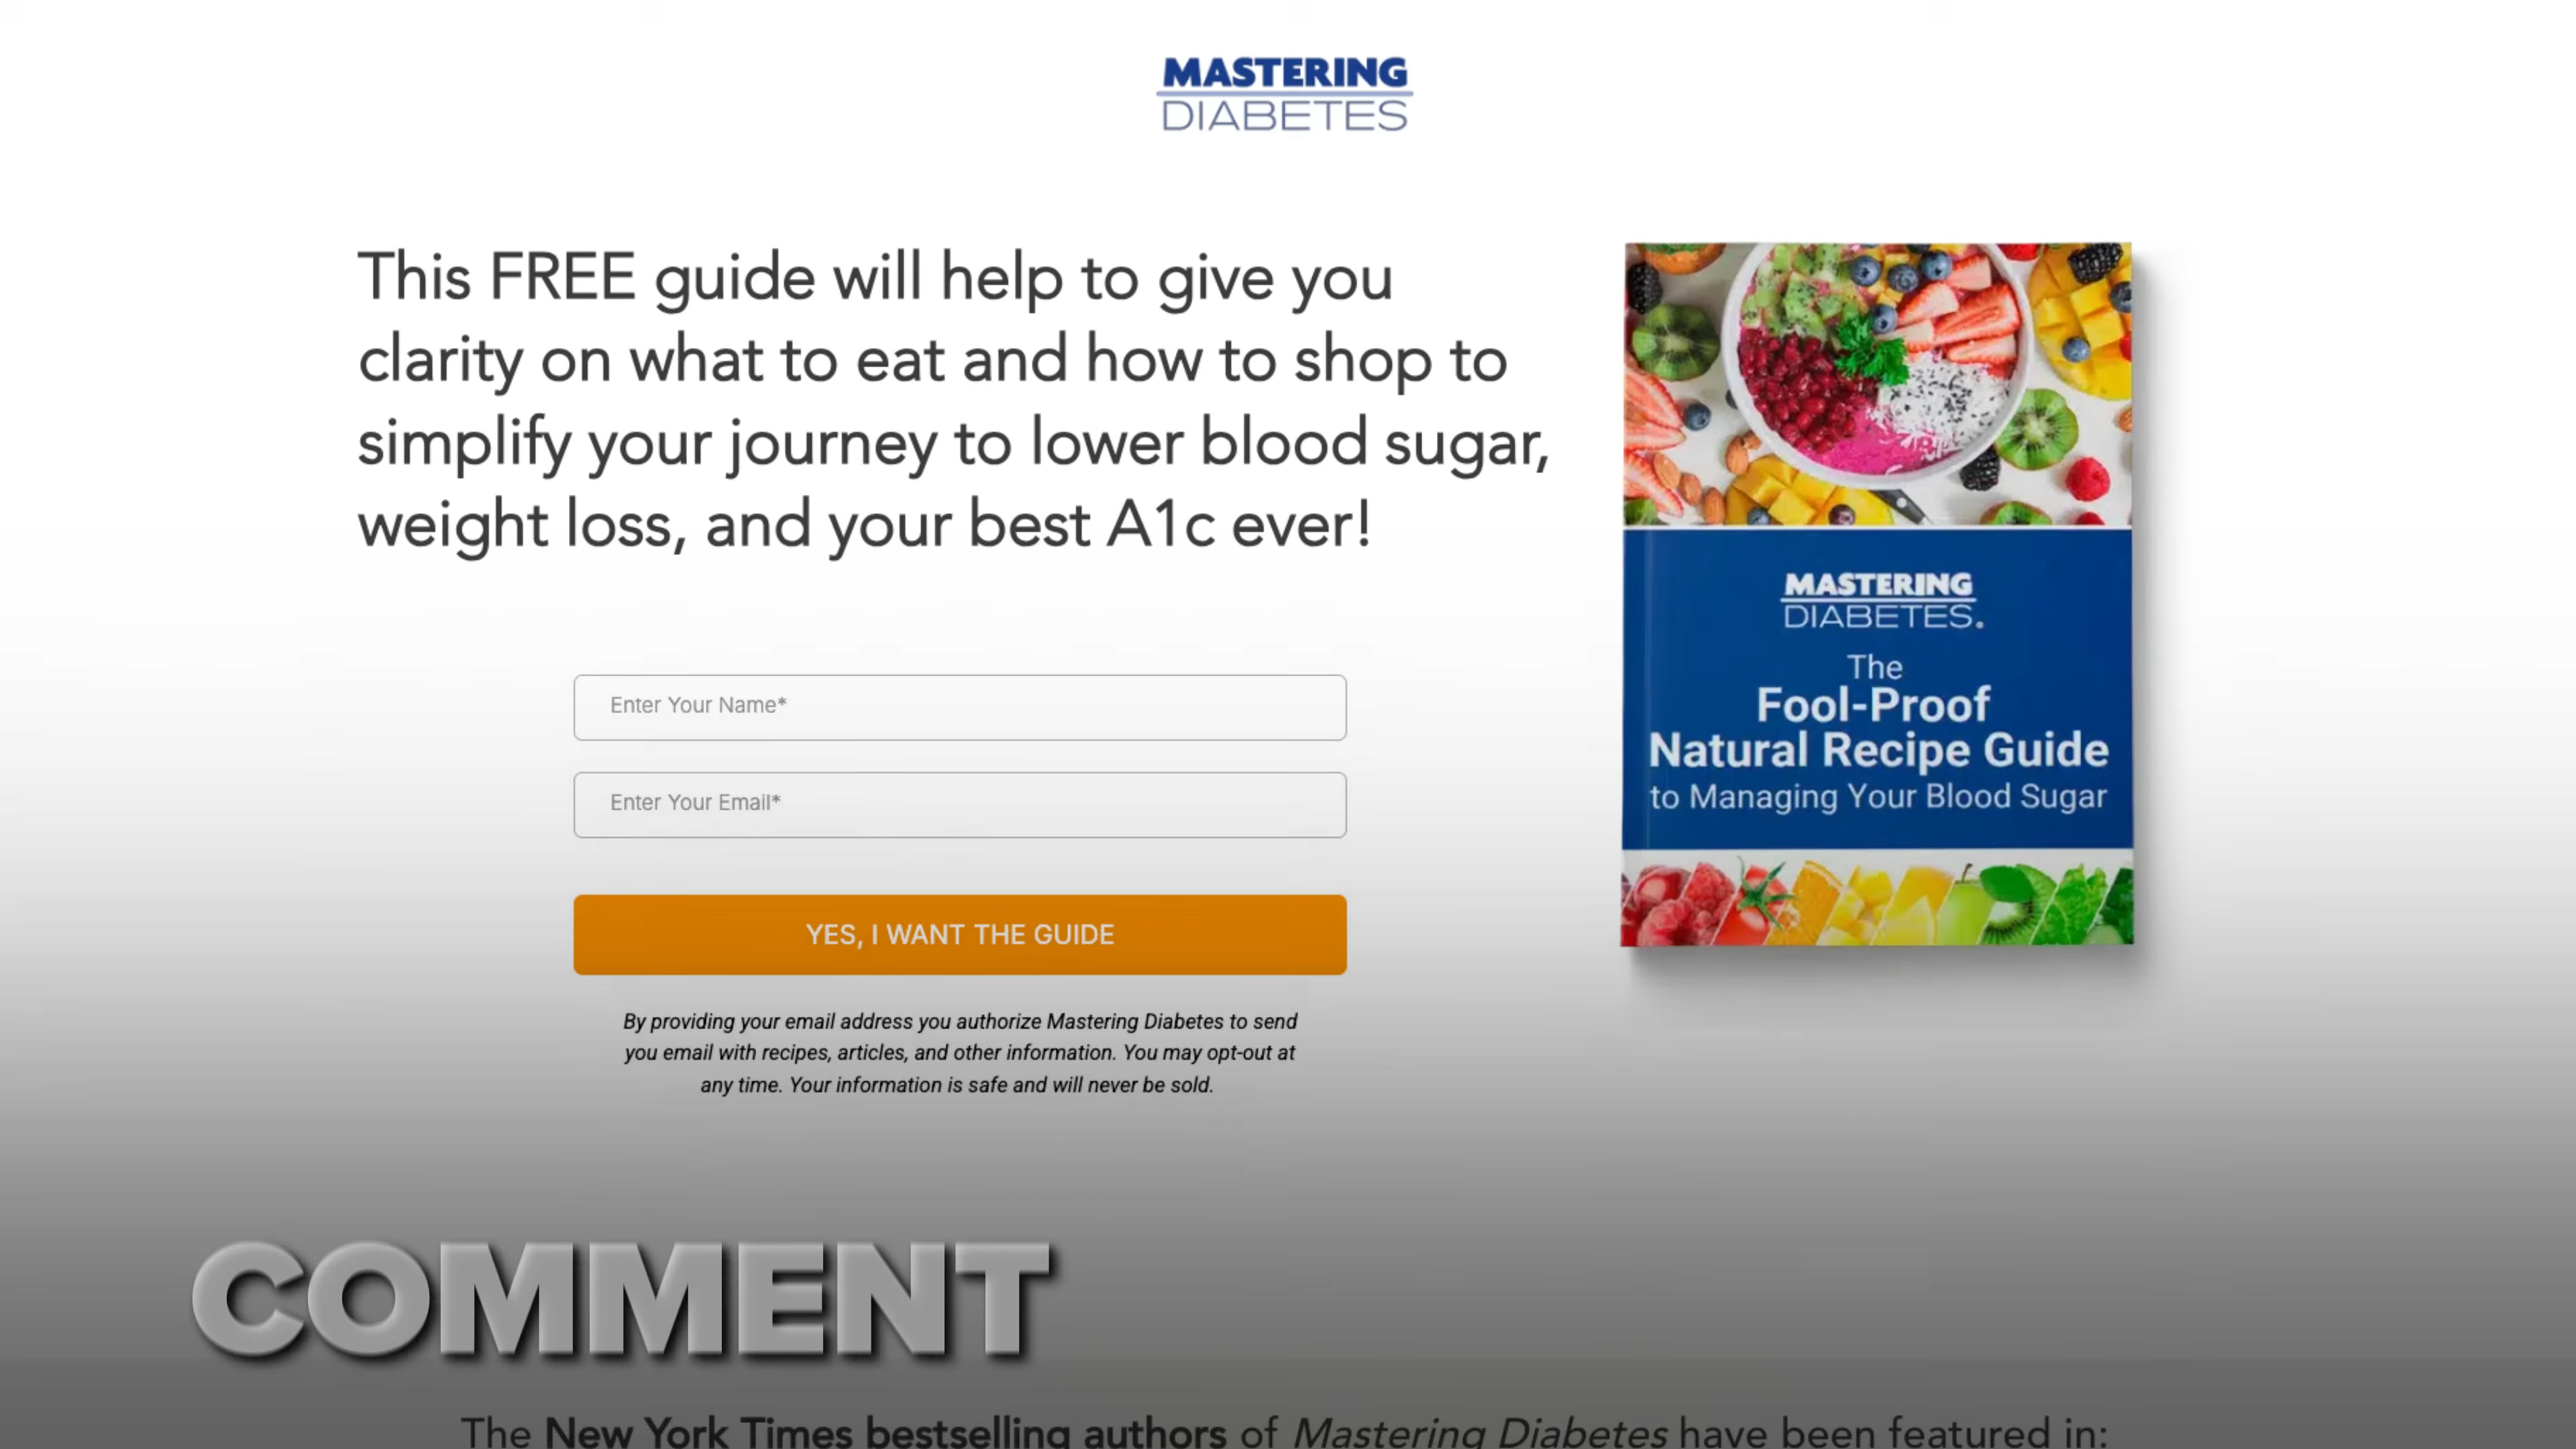 MASTERING
DIABETES
This FREE guide will help to give you
clarity on what to eat and how to shop to
simplify your journey to lower blood sugar,
weight loss, and your best A1c ever!
Enter Your Name*
Enter Your Email*
YES, I WANT THE GUIDE
By providing your email address you authorize Mastering Diabetes to send
you email with recipes, articles, and other information. You may opt-out at
any time. Your information is safe and will never be sold.
MASTERING
DIABETES.
The
Fool-Proof
Natural Recipe Guide
to Managing Your Blood Sugar
COMMENT
The New York Times bestselling authors of Mastering Diabetes have been featured in: